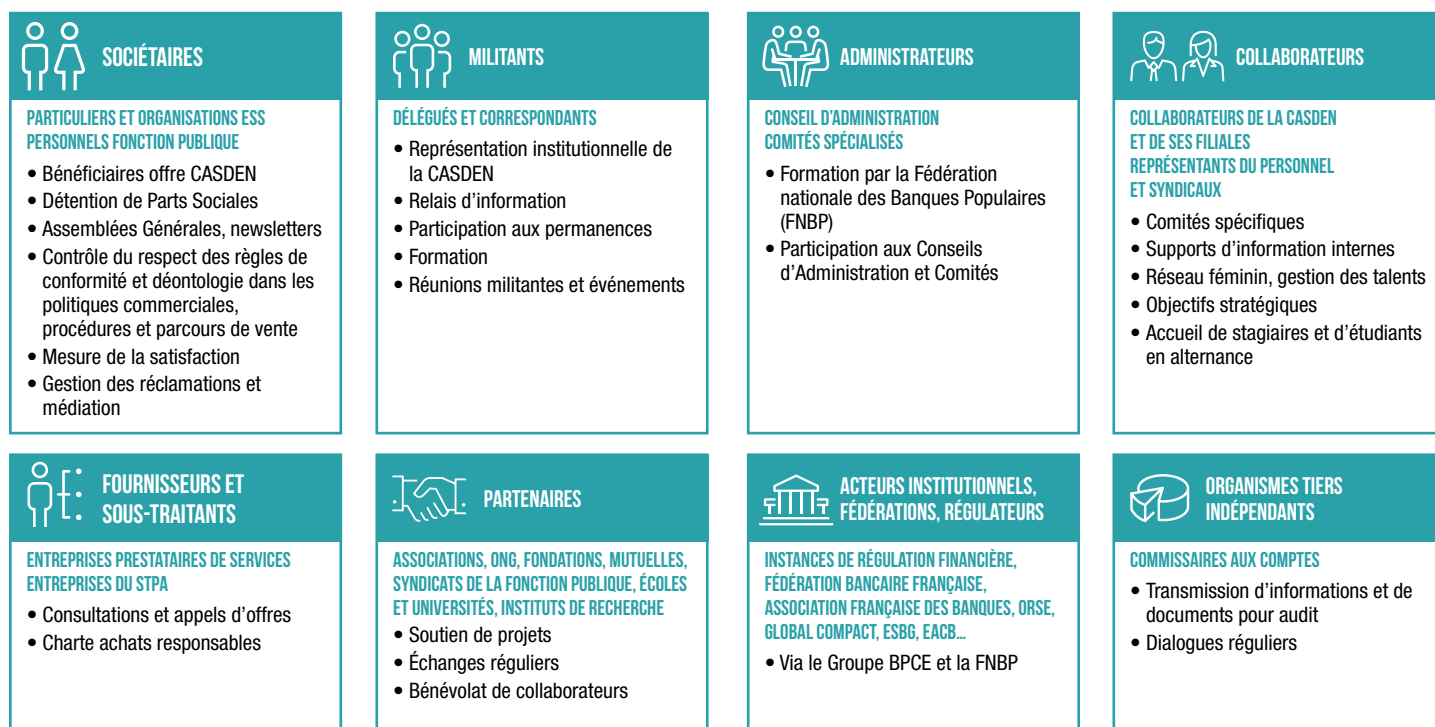 SOCIÉTAIRES
PARTICULIERS ET ORGANISATIONS ESS
PERSONNELS FONCTION PUBLIQUE
• Bénéficiaires offre CASDEN
• Détention de Parts Sociales
• Assemblées Générales, newsletters
• Contrôle du respect des règles de
conformité et déontologie dans les
politiques commerciales,
procédures et parcours de vente
• Mesure de la satisfaction
• Gestion des réclamations et
médiation
MILITANTS
DÉLÉGUÉS ET CORRESPONDANTS
• Représentation institutionnelle de
la CASDEN
• Relais d'information
• Participation aux permanences
• Formation
• Réunions militantes et événements
ADMINISTRATEURS
CONSEIL D'ADMINISTRATION
COMITÉS SPÉCIALISÉS
• Formation par la Fédération
nationale des Banques Populaires
(FNBP)
• Participation aux Conseils
d'Administration et Comités
COLLABORATEURS
COLLABORATEURS DE LA CASDEN
ET DE SES FILIALES
REPRÉSENTANTS DU PERSONNEL
ET SYNDICAUX
• Comités spécifiques
• Supports d'information internes
• Réseau féminin, gestion des talents
• Objectifs stratégiques
• Accueil de stagiaires et d'étudiants
en alternance
FOURNISSEURS ET
SOUS-TRAITANTS
ENTREPRISES PRESTATAIRES DE SERVICES
ENTREPRISES DU STPA
• Consultations et appels d'offres
• Charte achats responsables
PARTENAIRES
ASSOCIATIONS, ONG, FONDATIONS, MUTUELLES,
SYNDICATS DE LA FONCTION PUBLIQUE, ÉCOLES
ET UNIVERSITÉS, INSTITUTS DE RECHERCHE
• Soutien de projets
• Échanges réguliers
• Bénévolat de collaborateurs
ACTEURS INSTITUTIONNELS,
FÉDÉRATIONS, RÉGULATEURS
INSTANCES DE RÉGULATION FINANCIÈRE,
FÉDÉRATION BANCAIRE FRANÇAISE,
ASSOCIATION FRANÇAISE DES BANQUES, ORSE,
GLOBAL COMPACT, ESBG, EACB…
• Via le Groupe BPCE et la FNBP
ORGANISMES TIERS
INDÉPENDANTS
COMMISSAIRES AUX COMPTES
• Transmission d'informations et de
documents pour audit
• Dialogues réguliers